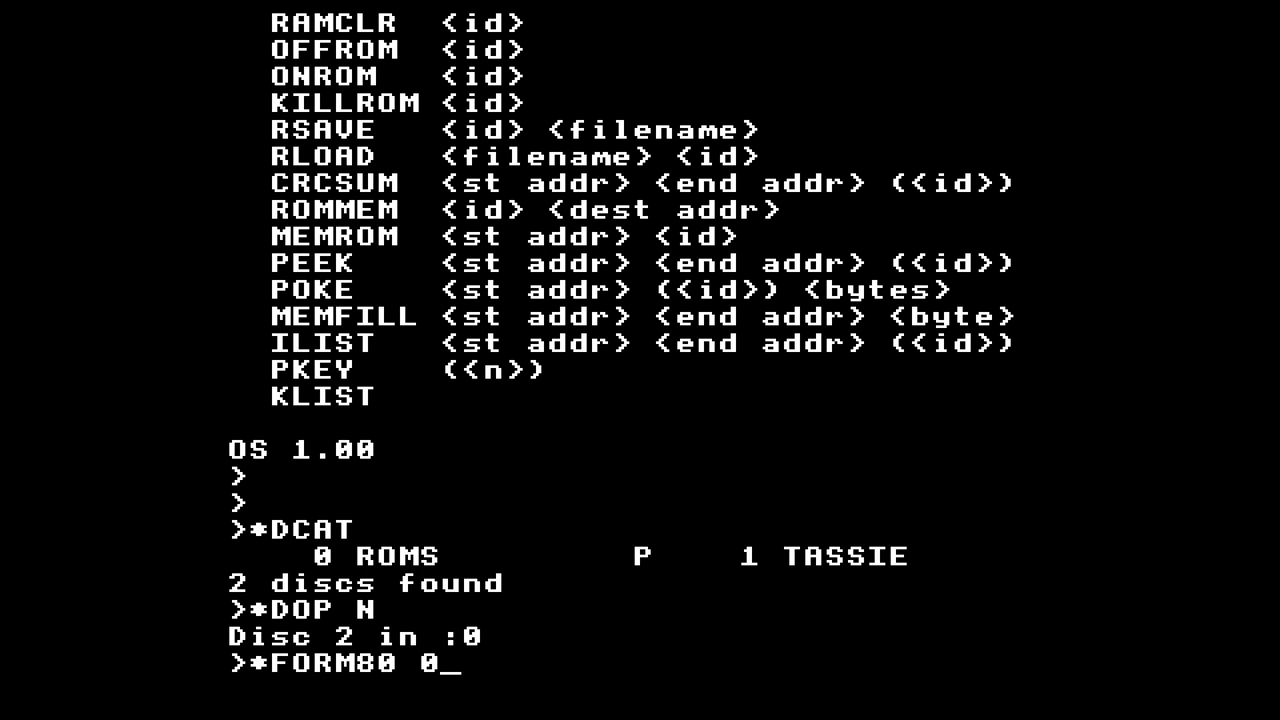 RAMCLR <id>
OFFROM <id>
ONROM <id>
KILLROM <id>
RSAVE <id> <filename>
RLOAD <filename> <id>
CRCSUM <st addr> <end addr> (<id>)
ROMMEM <id> <dest addr>
MEMROM <st addr> <id>
PEEK <st addr> <end addr> (<id>)
POKE <st addr> (<id>) <bytes>
MEMFILL <st addr> <end addr> <byte>
ILIST <st addr> <end addr> (<id>)
PKEY (<n>)
KLIST
OS 1.00
>
>
>*DCAT
0 ROMS P 1 TASSIE
2 discs found
>*DOP N
Disc 2 in :0
>*FORM80 0_